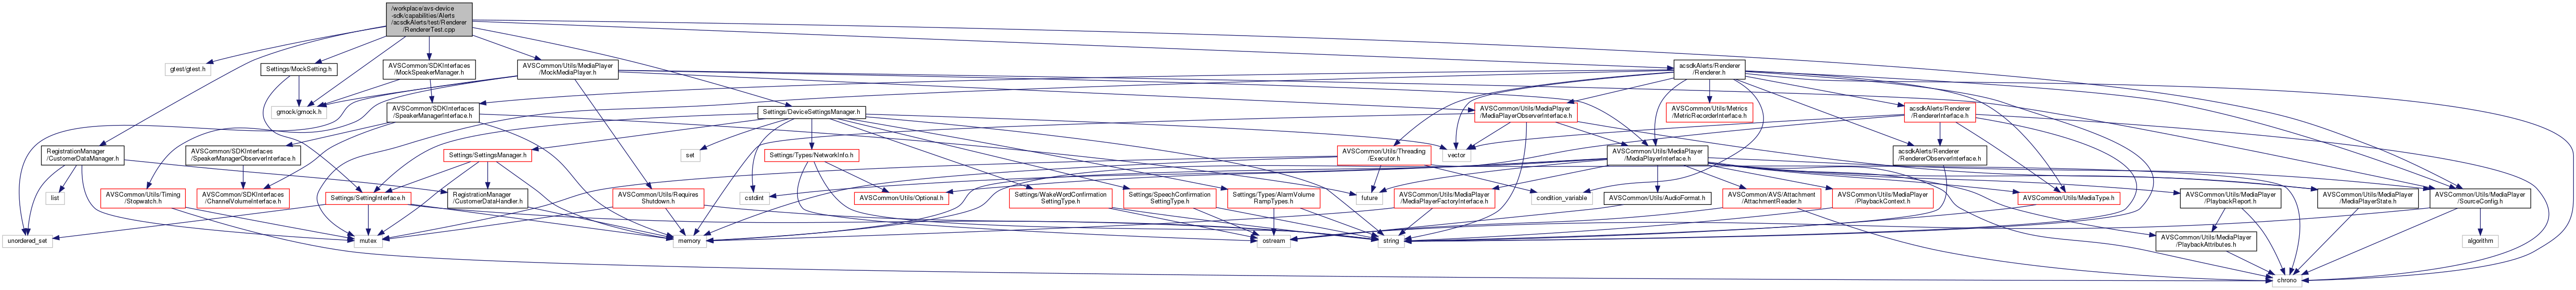 /workplace/avs-device
-sdk/capabilities/Alerts
/acsdkAlerts/test/Renderer
/RendererTest.cpp
gtest/gtest.h
Settings/MockSetting.h
AVSCommon/SDKInterfaces
/MockSpeakerManager.h
AVSCommon/Utils/MediaPlayer
/MockMediaPlayer.h
acsdkAlerts/Renderer
/Renderer.h
gmock/gmock.h
AVSCommon/SDKInterfaces
/SpeakerManagerInterface.h
Settings/DeviceSettingsManager.h
AVSCommon/Utils/MediaPlayer
/MediaPlayerObserverInterface.h
AVSCommon/Utils/Metrics
/MetricRecorderInterface.h
acsdkAlerts/Renderer
/RendererInterface.h
RegistrationManager
/CustomerDataManager.h
AVSCommon/SDKInterfaces
/SpeakerManagerObserverInterface.h
Settings/SettingsManager.h
set
Settings/Types/NetworkInfo.h
AVSCommon/Utils/Threading
/Executor.h
vector
AVSCommon/Utils/MediaPlayer
/MediaPlayerInterface.h
acsdkAlerts/Renderer
/RendererObserverInterface.h
list
AVSCommon/Utils/Timing
/Stopwatch.h
AVSCommon/SDKInterfaces
/ChannelVolumeInterface.h
Settings/SettingInterface.h
RegistrationManager
/CustomerDataHandler.h
AVSCommon/Utils/Requires
Shutdown.h
cstdint
AVSCommon/Utils/Optional.h
Settings/WakeWordConfirmation
SettingType.h
Settings/SpeechConfirmation
SettingType.h
Settings/Types/AlarmVolume
RampTypes.h
future
AVSCommon/Utils/MediaPlayer
/MediaPlayerFactoryInterface.h
condition_variable
AVSCommon/Utils/AudioFormat.h
AVSCommon/AVS/Attachment
/AttachmentReader.h
AVSCommon/Utils/MediaPlayer
/PlaybackContext.h
AVSCommon/Utils/MediaType.h
AVSCommon/Utils/MediaPlayer
/PlaybackReport.h
AVSCommon/Utils/MediaPlayer
/MediaPlayerState.h
AVSCommon/Utils/MediaPlayer
/SourceConfig.h
unordered_set
mutex
memory
ostream
string
AVSCommon/Utils/MediaPlayer
/PlaybackAttributes.h
algorithm
chrono